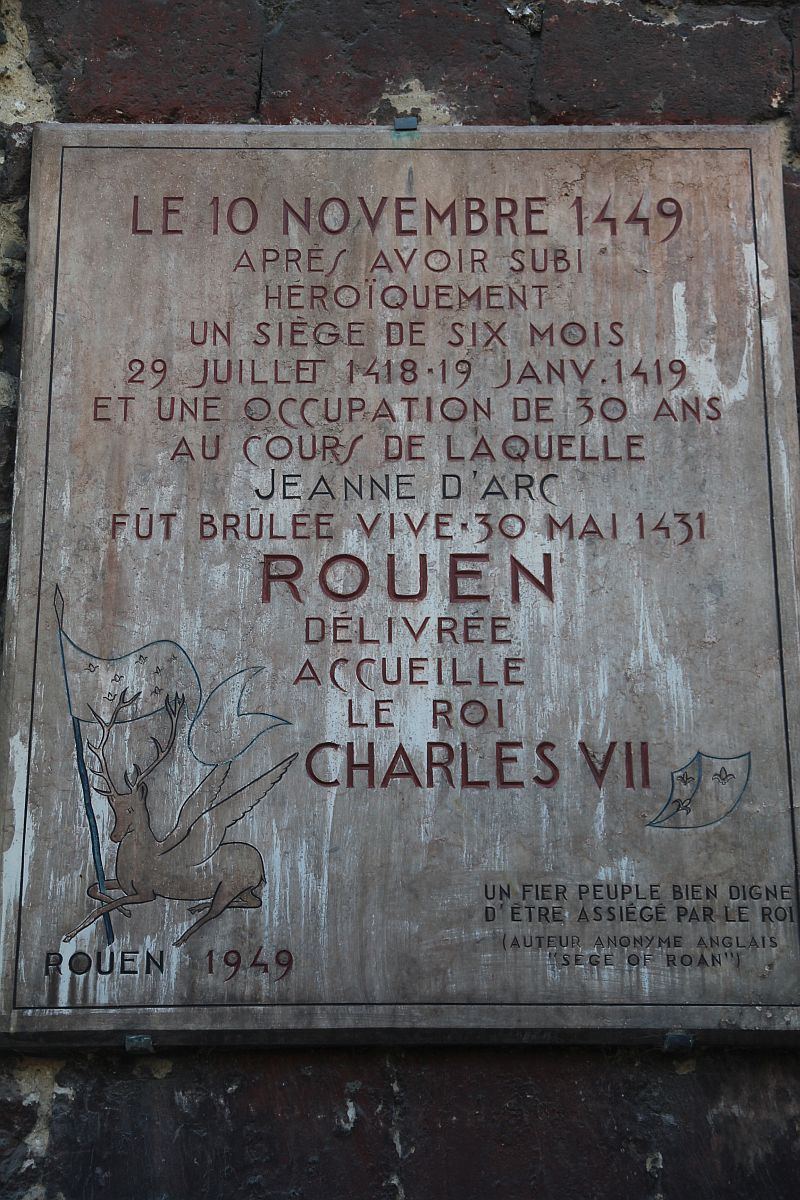 LE 10 NOVEMBRE 1449
APRÈS AVOIR SUBI
HÉROÏQUEMENT
UN SIÈGE DE SIX MOIS
29 JUILLET 1418·19 JANV. 1419
ET UNE OCCUPATION DE 30 ANS
AU COURS DE LAQUELLE
JEANNE D'ARC
FÛT BRÛLEE VIVE·30 MAI 1431
ROUEN
DÉLIVRÉE
ACCUEILLE
LE ROI
CHARLES VII
UN FIER PEUPLE BIEN DIGNE
D'ÊTRE ASSIÉGÉ PAR LE ROI
(AUTEUR ANONYME ANGLAIS
"SEGE OF ROAN")
ROUEN 1949